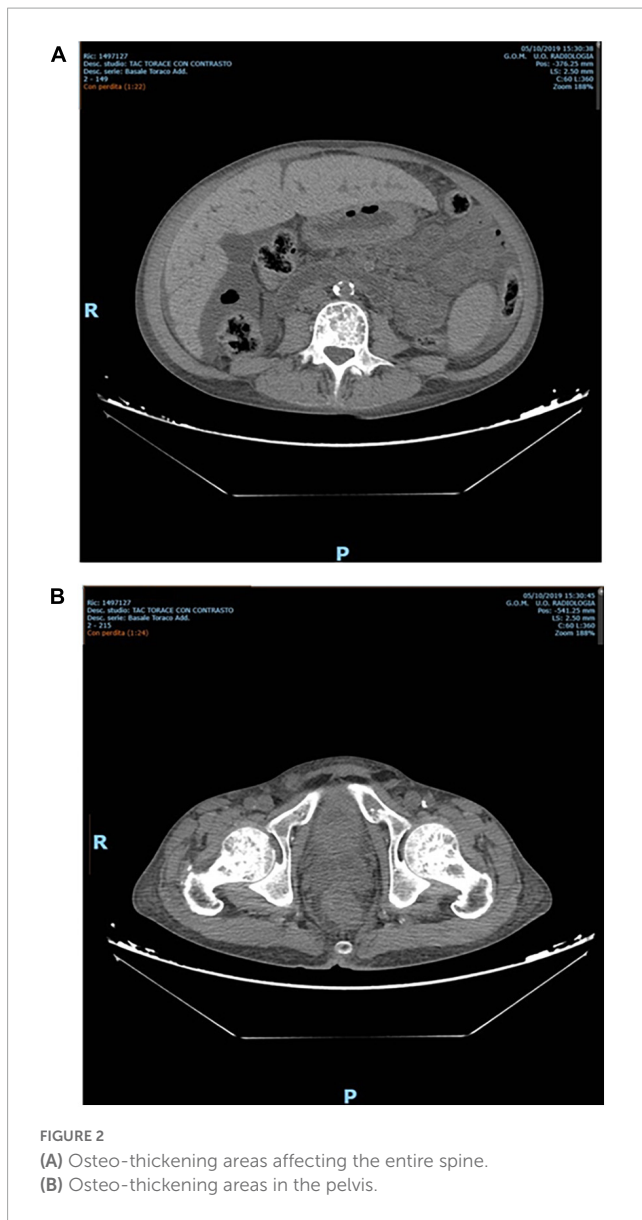 A
Ric: 1497127
Desc. studio: TAC TORACE CON CONTRASTO
Desc. serie: Basale Toraco Add.
2 - 149
Con perdita (1:22)
05/10/2019 15:30:38
G.O.M. U.O. RADIOLOGIA
Pos: -376.25 mm
LS: 2.50 mm
C:60 L:360
Zoom 188%
R
P
B
Ric: 1497127
Desc. studio: TAC TORACE CON CONTRASTO
Desc. serie: Basale Toraco Add.
2 - 215
Con perdita (1:24)
05/10/2019 15:30:45
G.O.M. U.O. RADIOLOGIA
Pos: -541.25 mm
LS: 2.50 mm
C:60 L:360
Zoom 188%
R
P
FIGURE 2
(A) Osteo-thickening areas affecting the entire spine.
(B) Osteo-thickening areas in the pelvis.